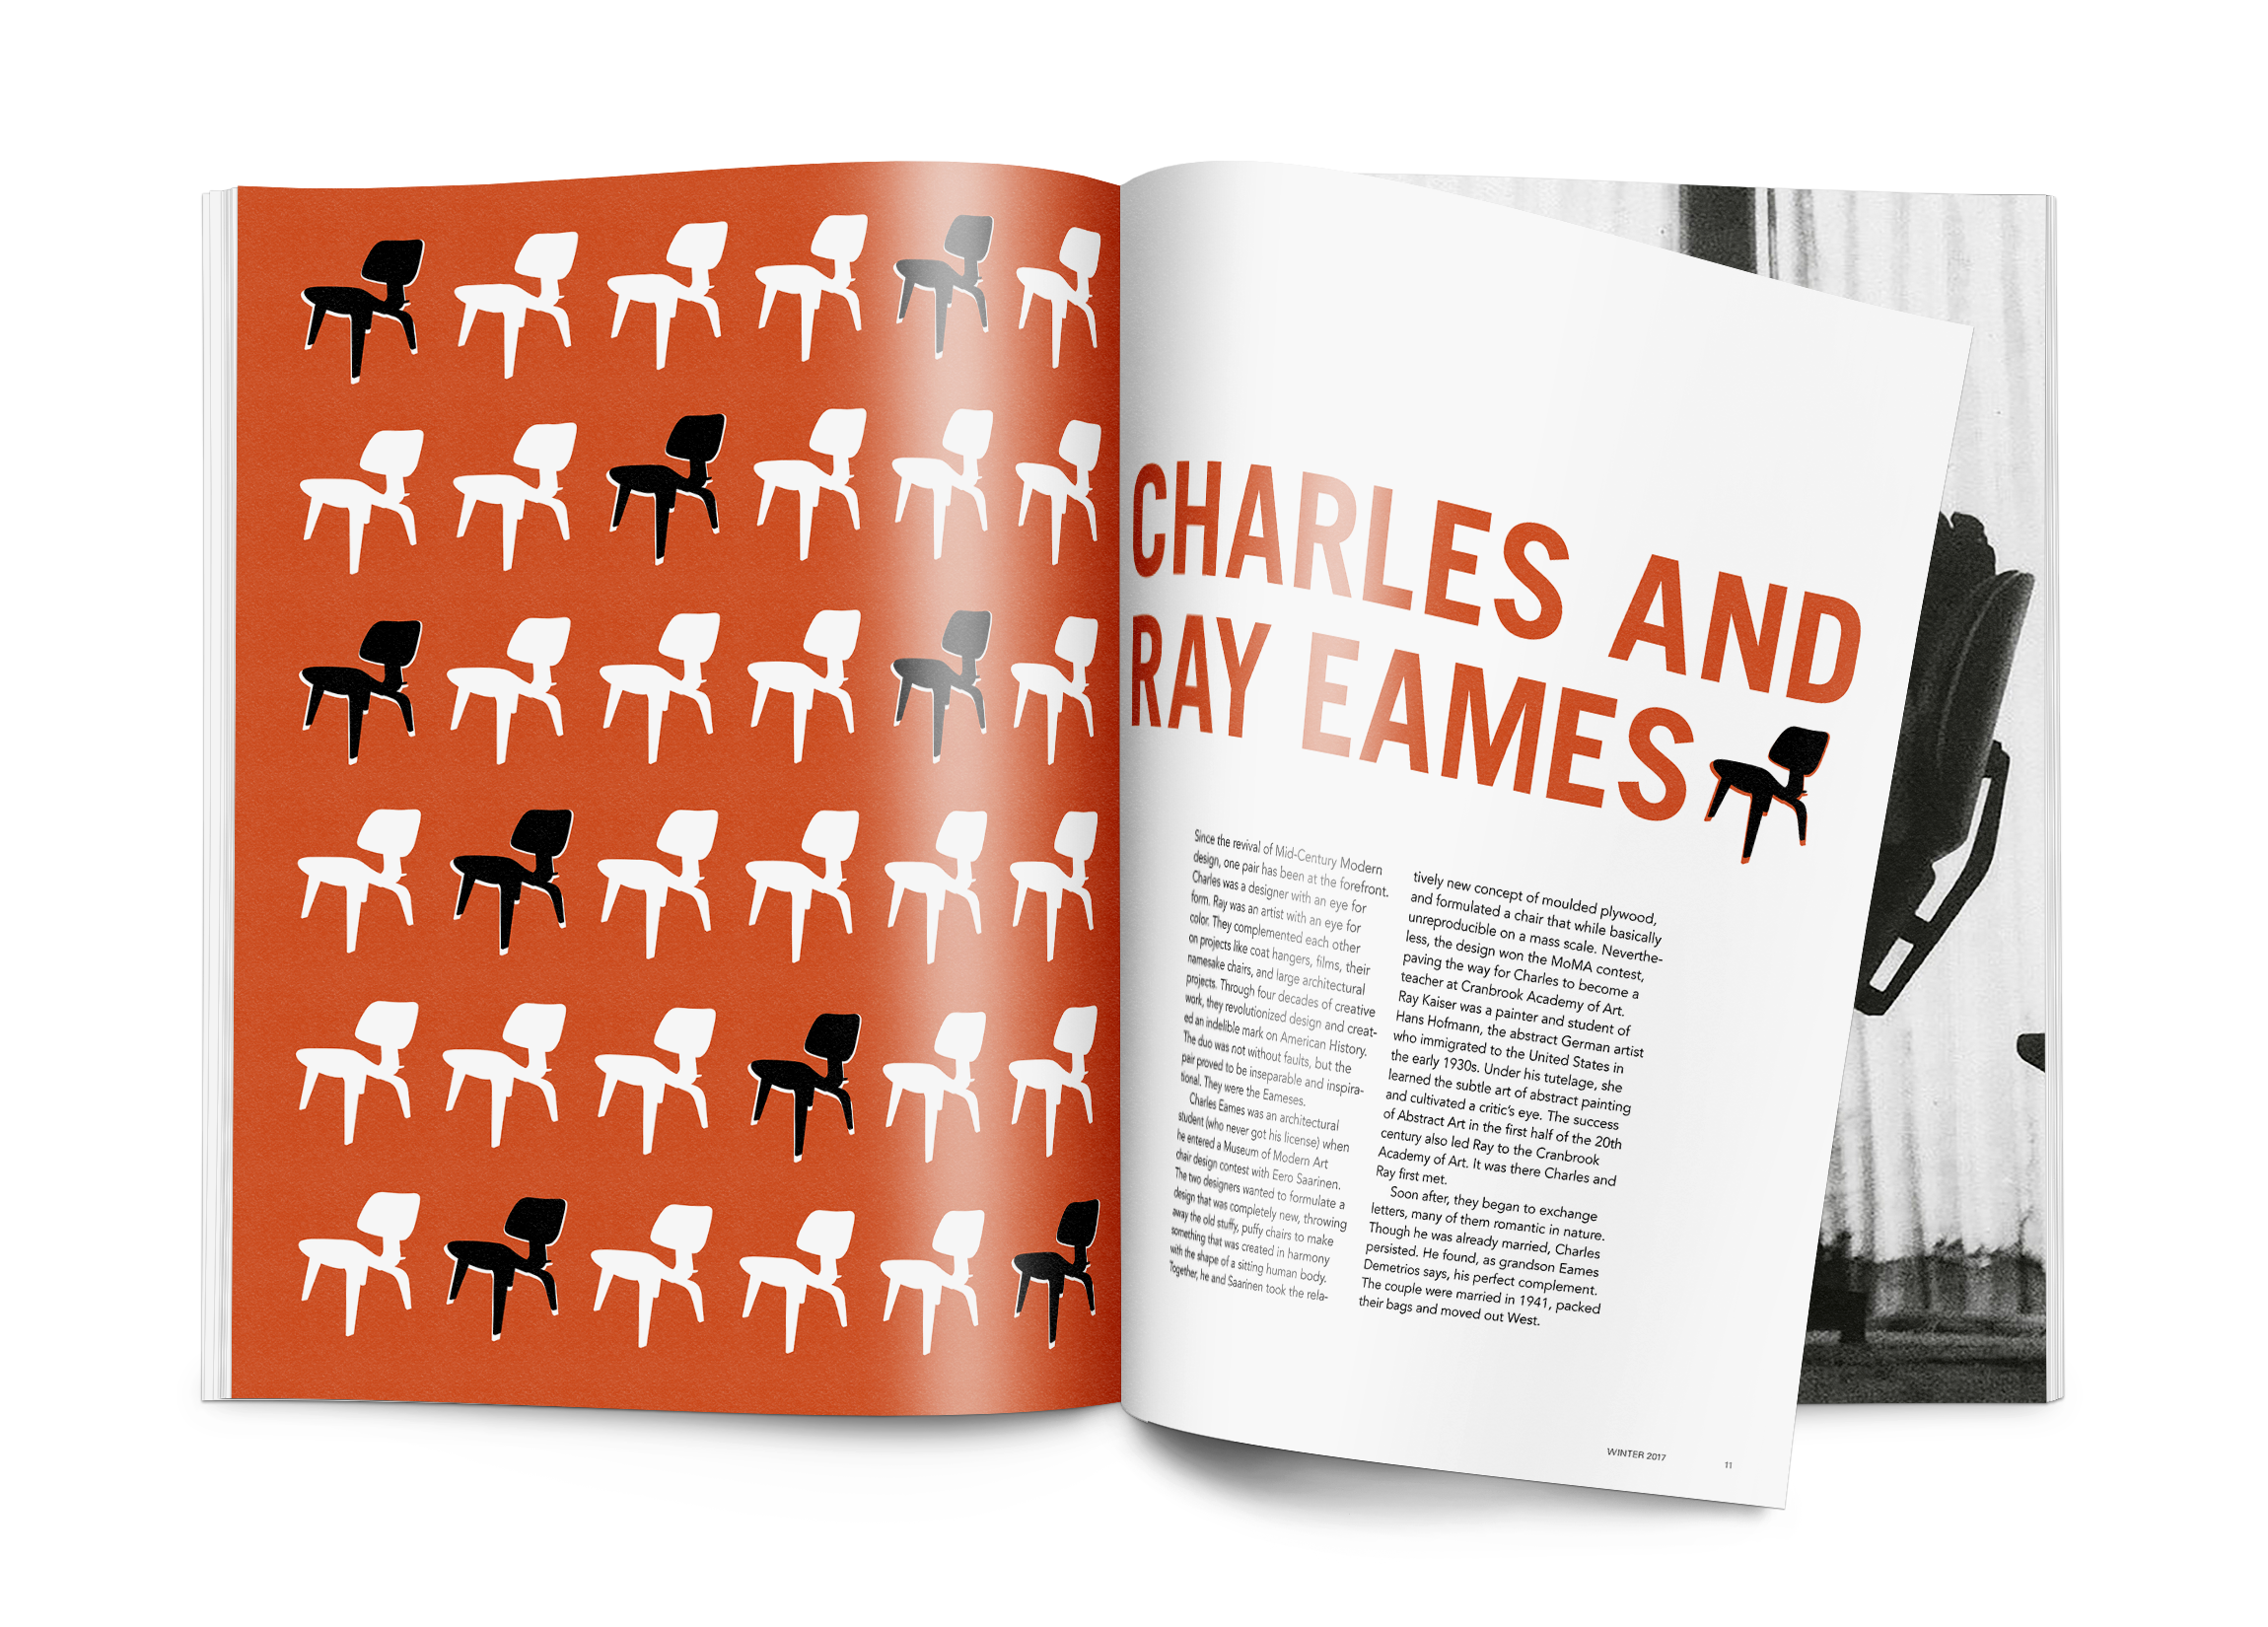 CHARLES AND
RAY EAMES
Since the revival of Mid-Century Modern
design, one pair has been at the forefront.
Charles was a designer with an eye for
form. Ray was an artist with an eye for
color. They complemented each other
on projects like coat hangers, films, their
namesake chairs, and large architectural
projects. Through four decades of creative
work, they revolutionized design and creat-
ed an indelible mark on American History.
The duo was not without faults, but the
pair proved to be inseparable and inspira-
tional. They were the Eameses.
Charles Eames was an architectural
student (who never got his license) when
he entered a Museum of Modern Art
chair design contest with Eero Saarinen.
The two designers wanted to formulate a
design that was completely new, throwing
away the old stuffy, puffy chairs to make
something that was created in harmony
with the shape of a sitting human body.
Together, he and Saarinen took the rela-
tively new concept of moulded plywood,
and formulated a chair that while basically
unreproducible on a mass scale. Neverthe-
less, the design won the MoMA contest,
paving the way for Charles to become a
teacher at Cranbrook Academy of Art.
Ray Kaiser was a painter and student of
Hans Hofmann, the abstract German artist
who immigrated to the United States in
the early 1930s. Under his tutelage, she
learned the subtle art of abstract painting
and cultivated a critic's eye. The success
of Abstract Art in the first half of the 20th
century also led Ray to the Cranbrook
Academy of Art. It was there Charles and
Ray first met.
Soon after, they began to exchange
letters, many of them romantic in nature.
Though he was already married, Charles
persisted. He found, as grandson Eames
Demetrios says, his perfect complement.
The couple were married in 1941, packed
their bags and moved out West.
WINTER 2017
11